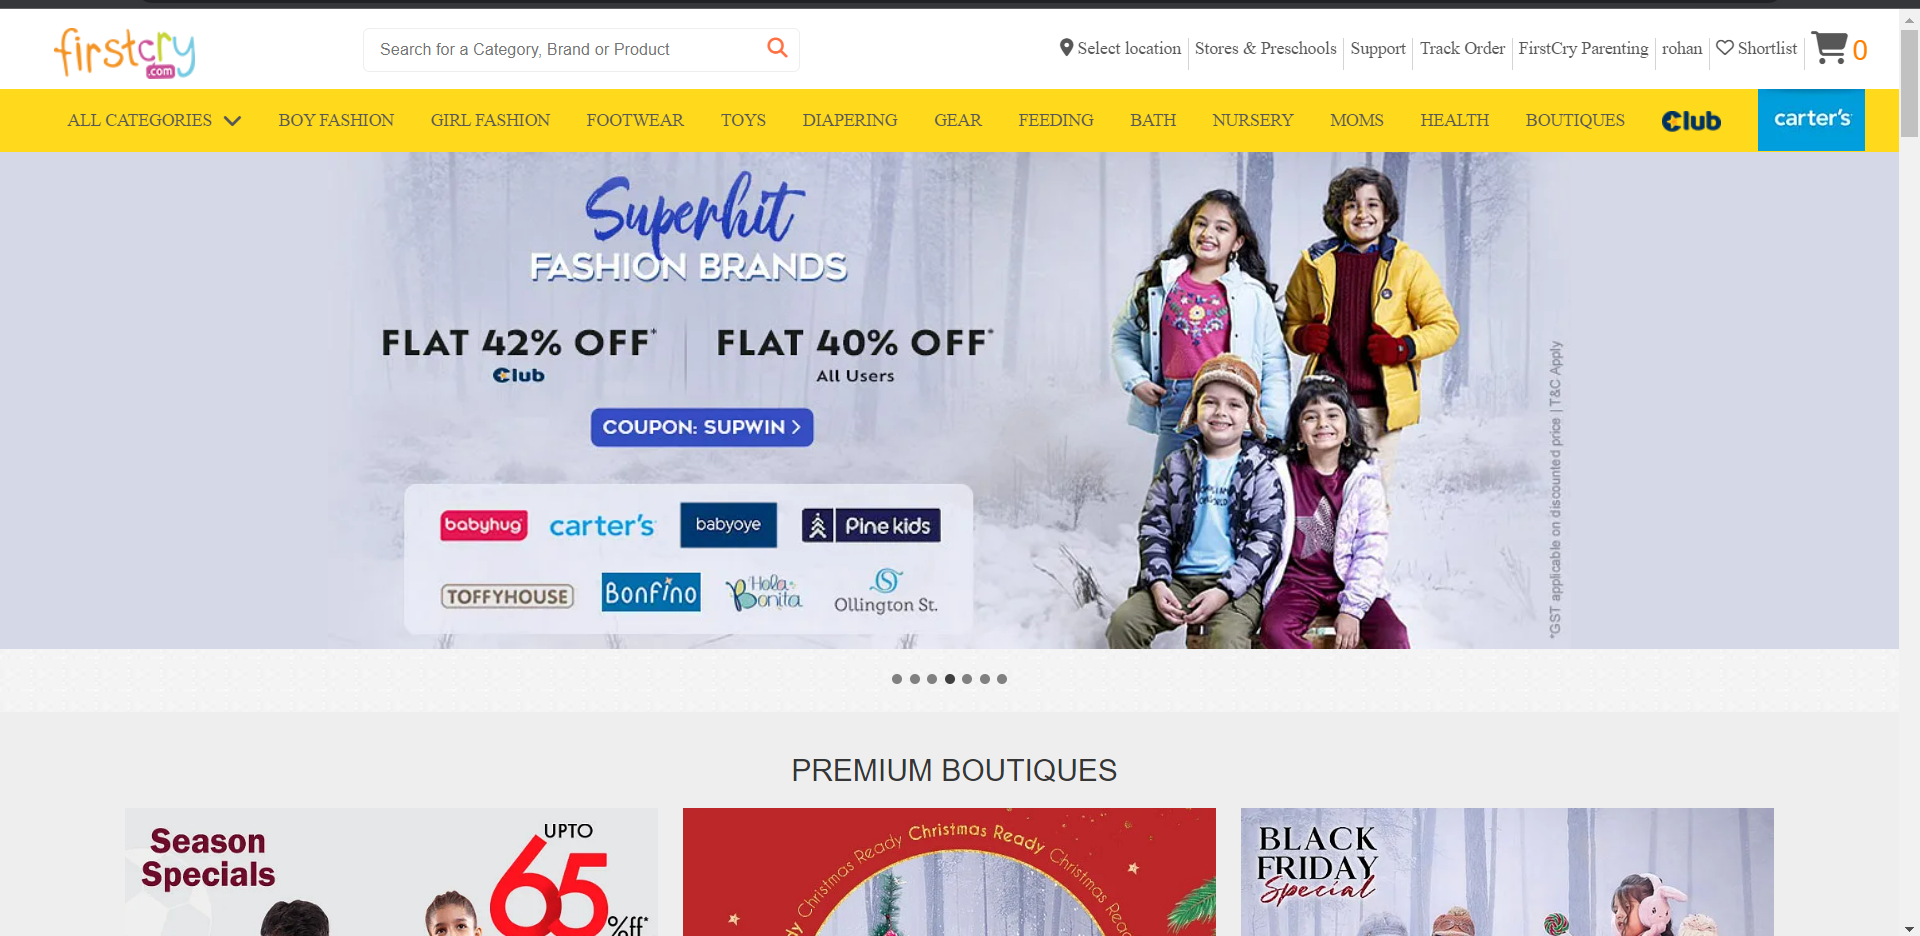 firstcry
.com
Search for a Category, Brand or Product
Select location
Stores & Preschools
Support
Track Order
FirstCry Parenting
rohan
Shortlist
0
ALL CATEGORIES
BOY FASHION
GIRL FASHION
FOOTWEAR
TOYS
DIAPERING
GEAR
FEEDING
BATH
NURSERY
MOMS
HEALTH
BOUTIQUES
Club
carter's
Superhit
FASHION BRANDS
FLAT 42% OFF*
Club
FLAT 40% OFF*
All Users
COUPON: SUPWIN >
babyhug
carter's
babyoye
Pine kids
TOFFYHOUSE
Bonfino
Hola
Bonita
Ollington St.
*GST applicable on discounted price | T&C Apply
PREMIUM BOUTIQUES
Season
Specials
UPTO
65
%ff*
Christmas Ready Christmas Ready Christmas Ready
BLACK
FRIDAY
Special